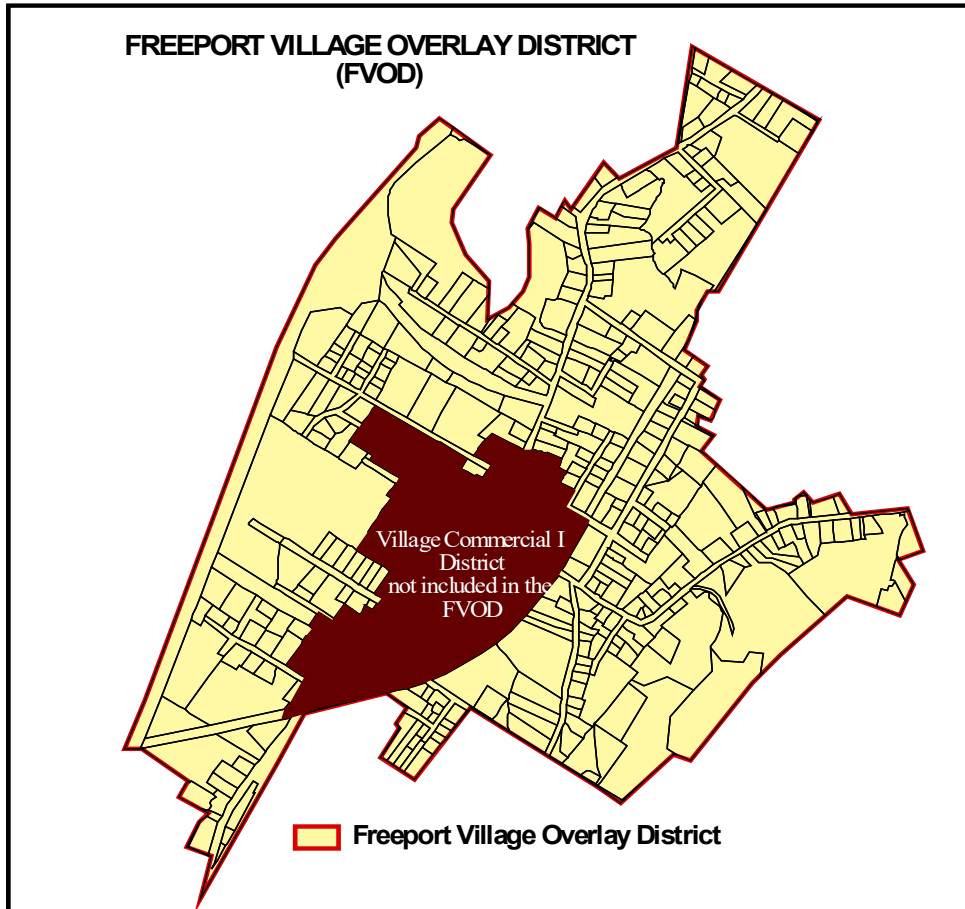 FREEPORT VILLAGE OVERLAY DISTRICT
(FVOD)
Village Commercial I
District
not included in the
FVOD
Freeport Village Overlay District